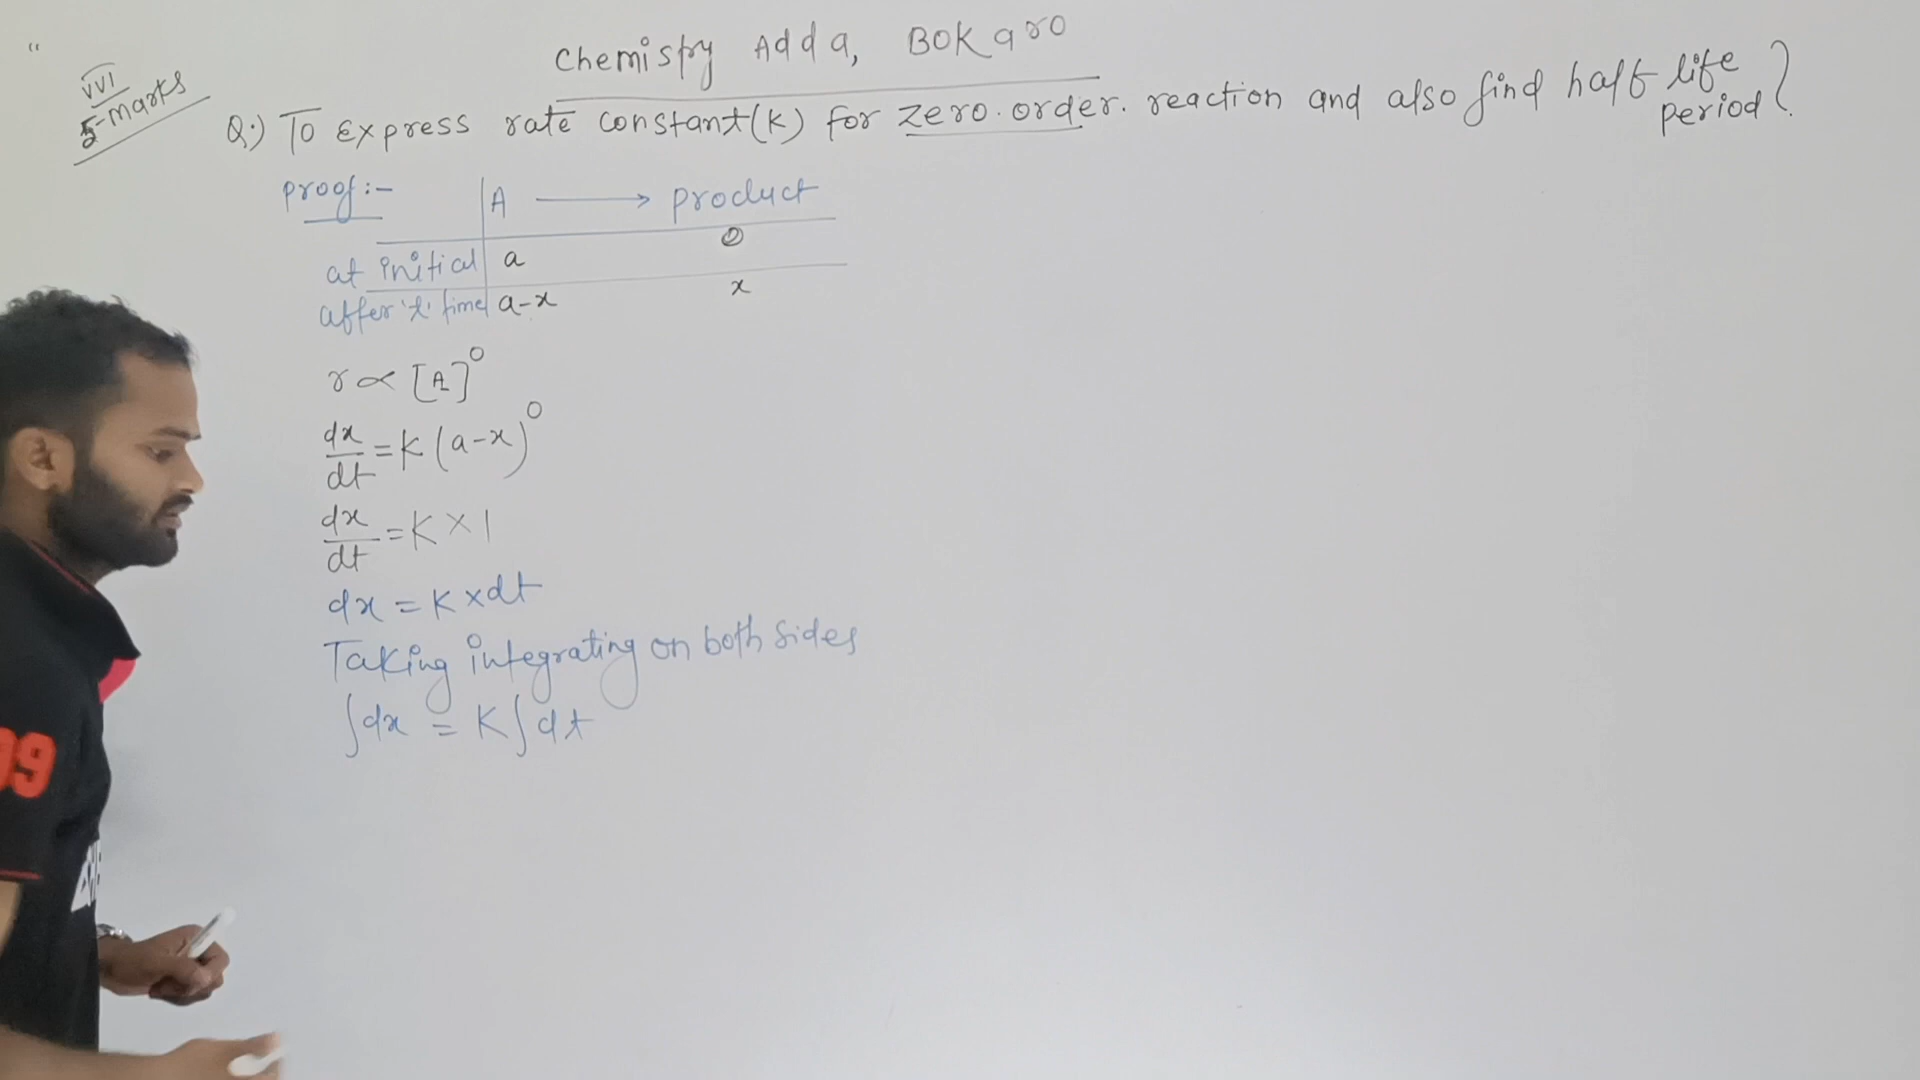 Chemistry Adda, BOKaro
VVI
5-marks
Q:) To Express rate constant(K) for zero.order. reaction and also find half life period?
proof:-
A ⟶ product
at initial a 0
after 't' time a-x x
r ∝ [A]⁰
dx/dt = K (a-x)⁰
dx/dt = K × 1
dx = K × dt
Taking integrating on both sides
∫dx = K∫dt
99